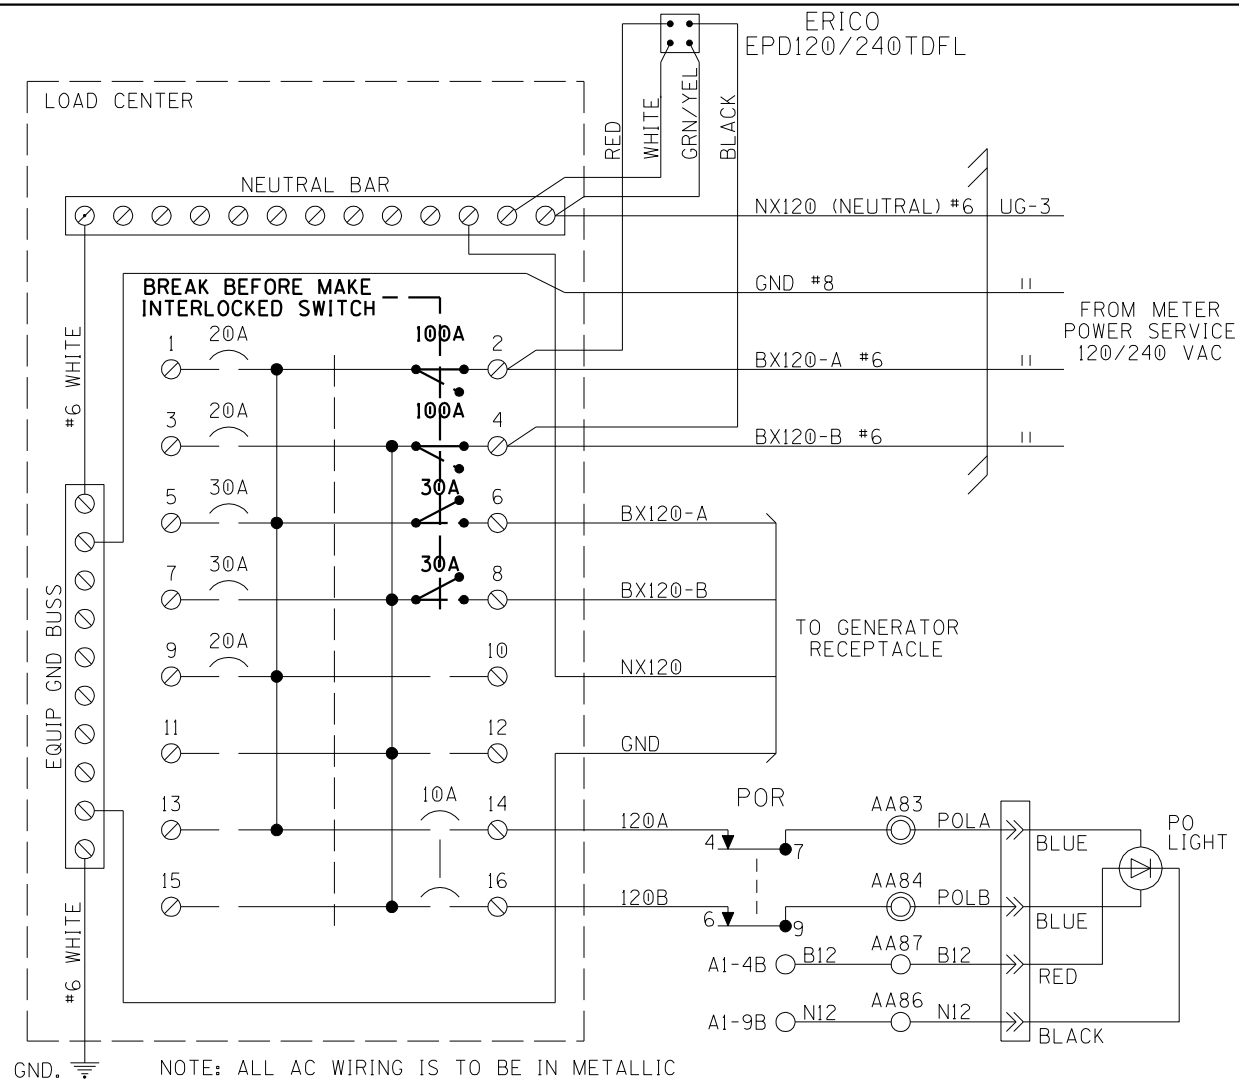 ERICO
EPD120/240TDFL
LOAD CENTER
RED
WHITE
GRN/YEL
BLACK
NEUTRAL BAR
NX120 (NEUTRAL) #6
UG-3
BREAK BEFORE MAKE
INTERLOCKED SWITCH
GND #8
"
FROM METER
POWER SERVICE
120/240 VAC
#6 WHITE
1
20A
100A
2
BX120-A #6
"
3
20A
100A
4
BX120-B #6
"
5
30A
30A
6
BX120-A
7
30A
30A
8
BX120-B
EQUIP GND BUSS
TO GENERATOR
RECEPTACLE
9
20A
10
NX120
11
12
GND
13
10A
14
120A
POR
4
7
AA83
POLA
BLUE
PO
LIGHT
15
16
120B
6
9
AA84
POLB
BLUE
#6 WHITE
A1-4B
B12
AA87
B12
RED
A1-9B
N12
AA86
N12
BLACK
GND.
NOTE: ALL AC WIRING IS TO BE IN METALLIC